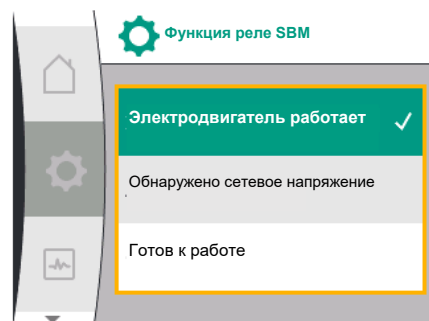 Функция реле SBM
Электродвигатель работает
Обнаружено сетевое напряжение
Готов к работе